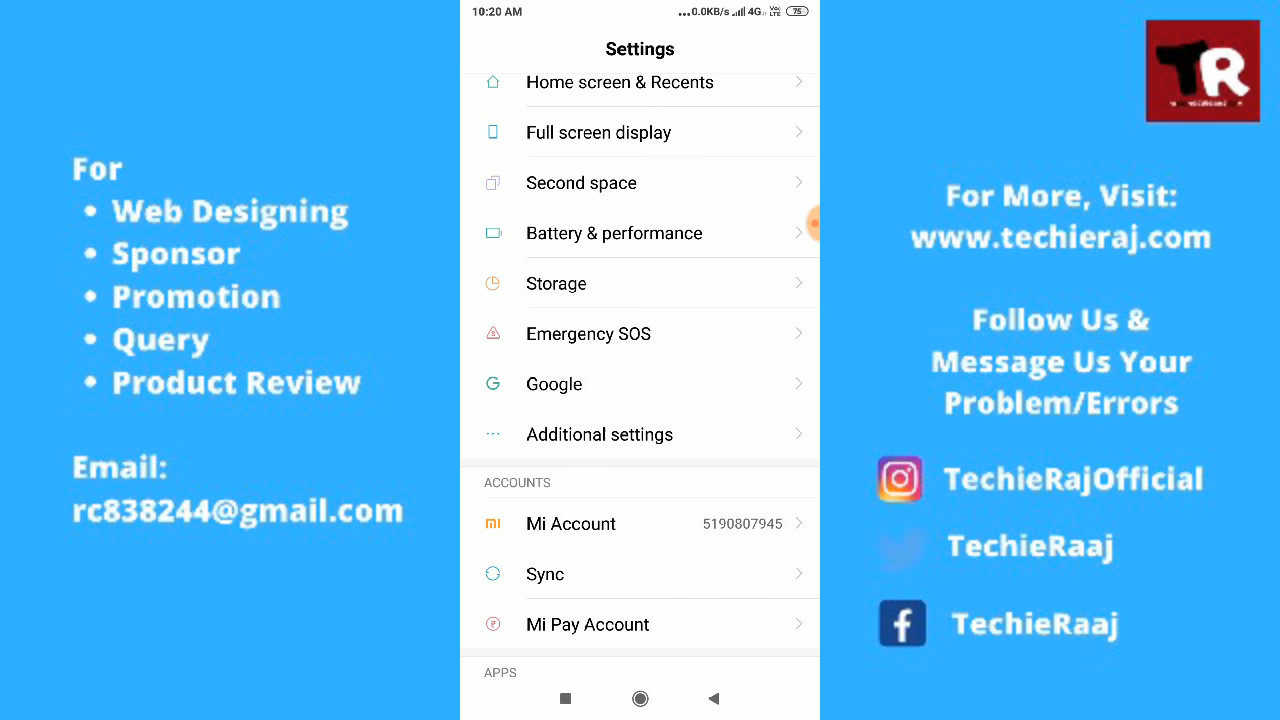 For
• Web Designing
• Sponsor
• Promotion
• Query
• Product Review
Email:
rc838244@gmail.com
10:20 AM
...0.0KB/s 4G Vo LTE 75
Settings
Home screen & Recents
Full screen display
Second space
Battery & performance
Storage
Emergency SOS
Google
Additional settings
ACCOUNTS
Mi Account 5190807945
Sync
Mi Pay Account
APPS
TR
For More, Visit:
www.techieraj.com
Follow Us &
Message Us Your
Problem/Errors
TechieRajOfficial
TechieRaaj
TechieRaaj